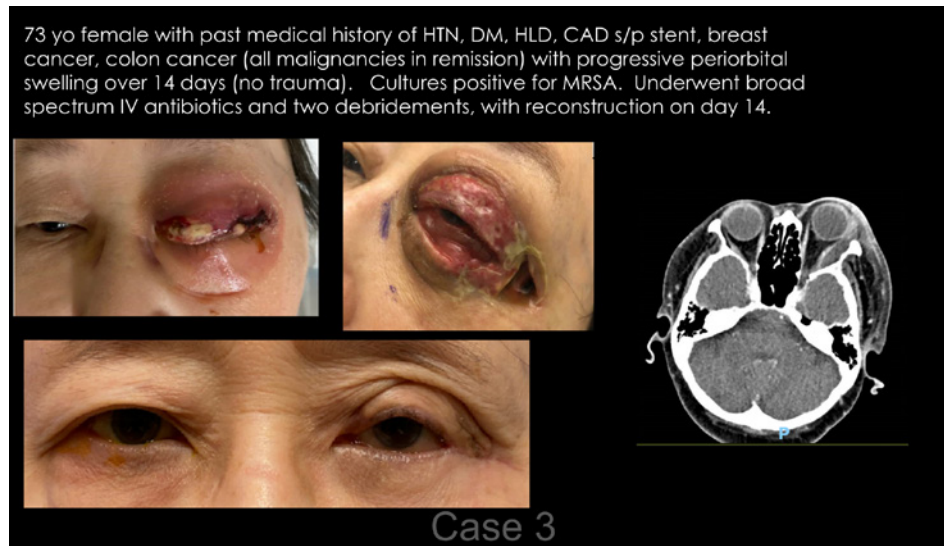 73 yo female with past medical history of HTN, DM, HLD, CAD s/p stent, breast
cancer, colon cancer (all malignancies in remission) with progressive periorbital
swelling over 14 days (no trauma).   Cultures positive for MRSA.  Underwent broad
spectrum IV antibiotics and two debridements, with reconstruction on day 14.
P
Case 3